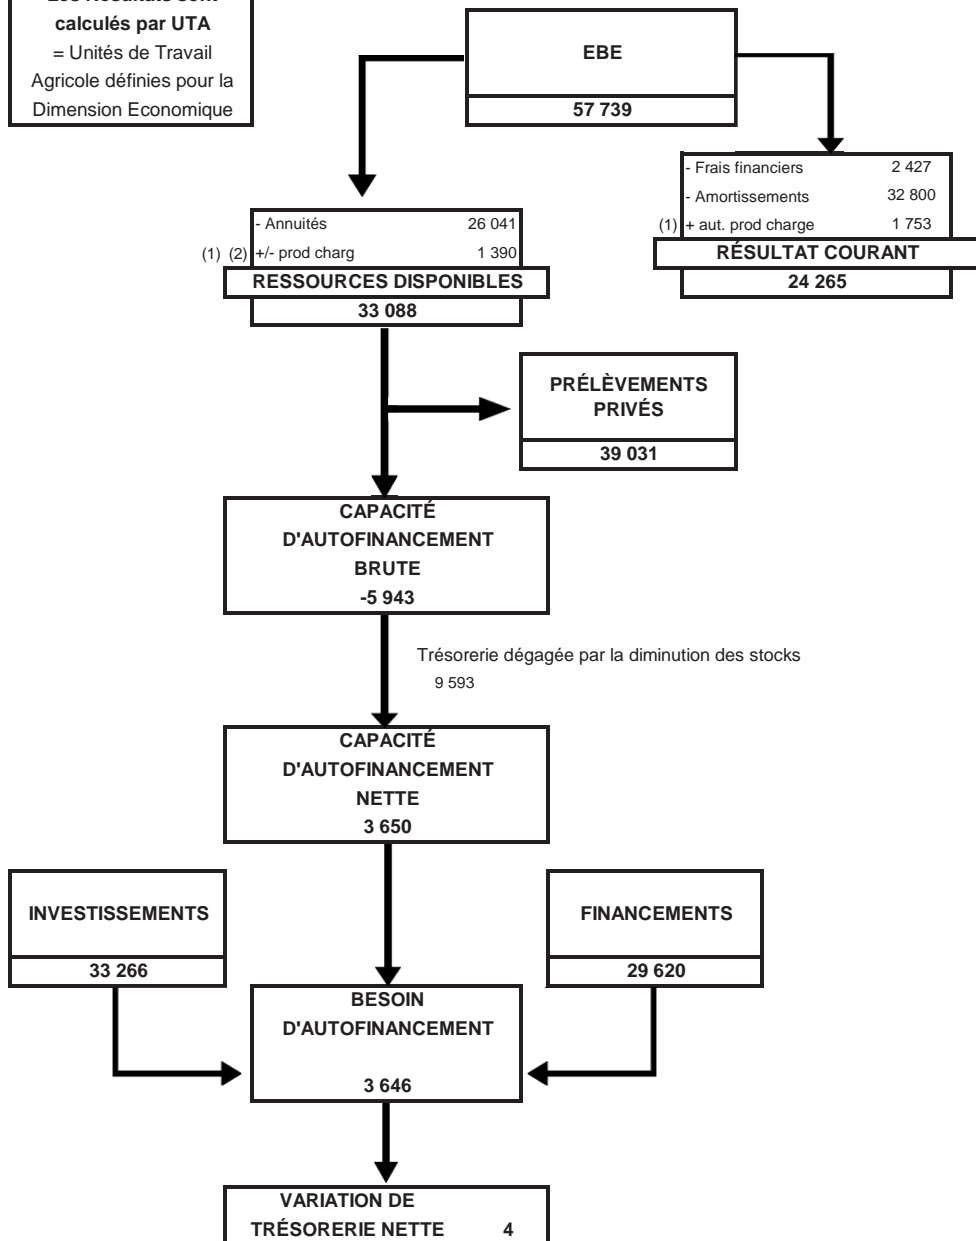 Les Résultats sont
calculés par UTA
= Unités de Travail
Agricole définies pour la
Dimension Economique
EBE
57 739
- Frais financiers 2 427
- Amortissements 32 800
(1) + aut. prod charge 1 753
RÉSULTAT COURANT
24 265
- Annuités 26 041
(1) (2) +/- prod charg 1 390
RESSOURCES DISPONIBLES
33 088
PRÉLÈVEMENTS
PRIVÉS
39 031
CAPACITÉ
D'AUTOFINANCEMENT
BRUTE
-5 943
Trésorerie dégagée par la diminution des stocks
9 593
CAPACITÉ
D'AUTOFINANCEMENT
NETTE
3 650
INVESTISSEMENTS
33 266
FINANCEMENTS
29 620
BESOIN
D'AUTOFINANCEMENT
3 646
VARIATION DE
TRÉSORERIE NETTE 4